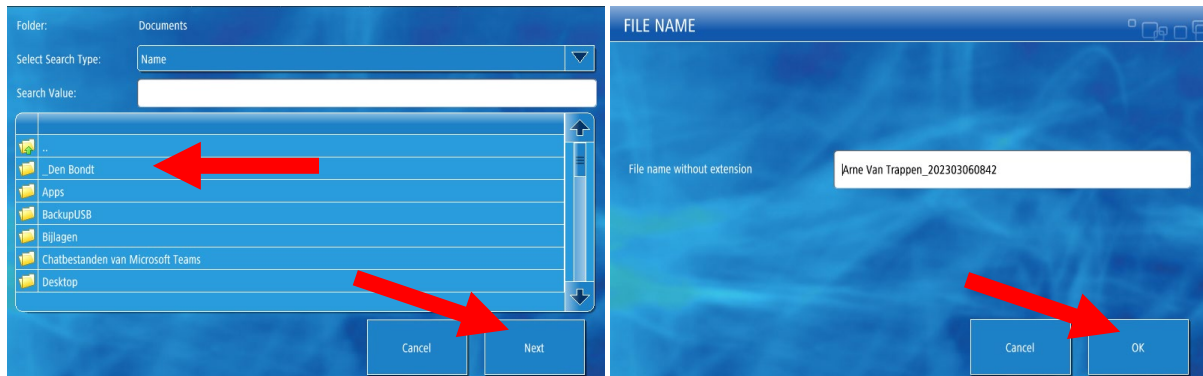 Folder: Documents
Select Search Type: Name
Search Value:
..
_Den Bondt
Apps
BackupUSB
Bijlagen
Chatbestanden van Microsoft Teams
Desktop
Cancel Next
FILE NAME
File name without extension Arne Van Trappen_202303060842
Cancel OK